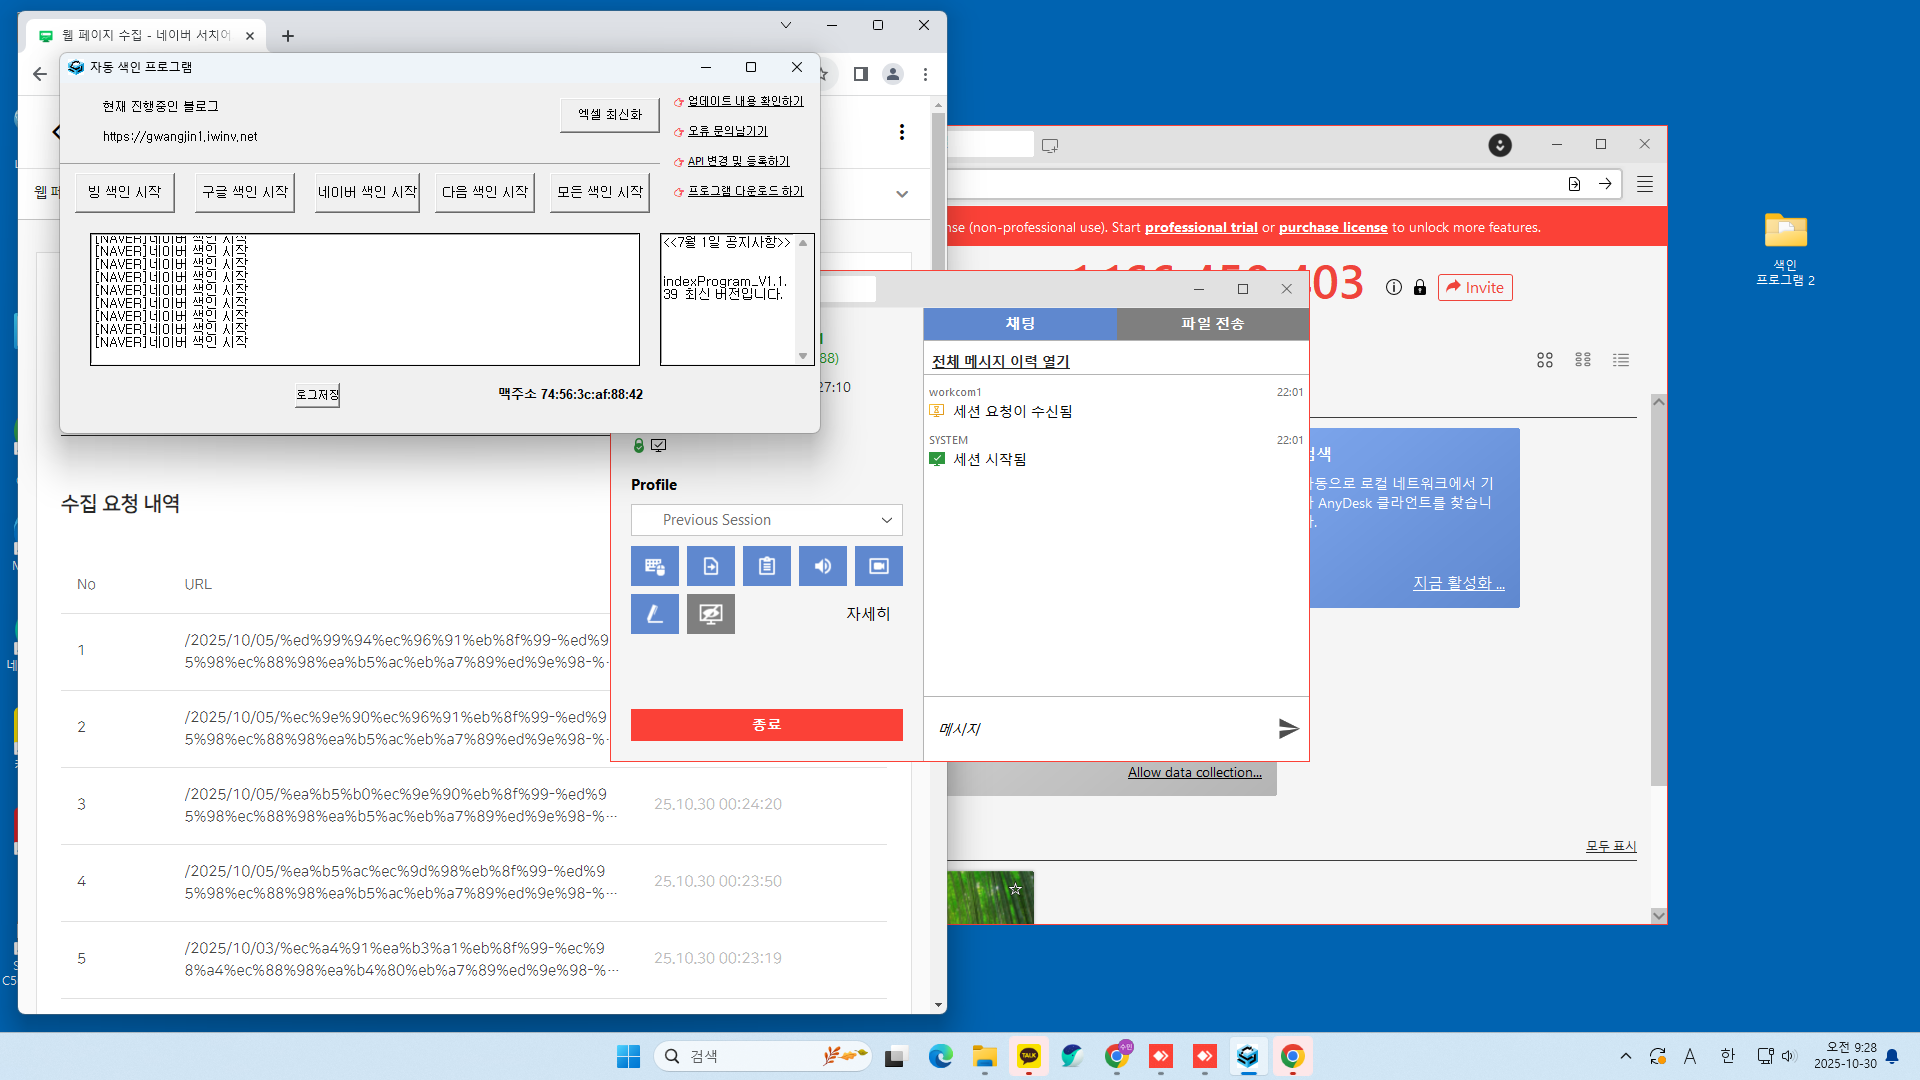 웹 페이지 수집 - 네이버 서치어
자동 색인 프로그램
현재 진행중인 블로그
https://gwangjin1.iwinv.net
엑셀 최신화
업데이트 내용 확인하기
오류 문의남기기
API 변경 및 등록하기
프로그램 다운로드 하기
빙 색인 시작
구글 색인 시작
네이버 색인 시작
다음 색인 시작
모든 색인 시작
[NAVER]네이버 색인 시작
[NAVER]네이버 색인 시작
[NAVER]네이버 색인 시작
[NAVER]네이버 색인 시작
[NAVER]네이버 색인 시작
[NAVER]네이버 색인 시작
[NAVER]네이버 색인 시작
[NAVER]네이버 색인 시작
[NAVER]네이버 색인 시작
<<7월 1일 공지사항>>
indexProgram_V1.1.
39 최신 버전입니다.
로그저장
맥주소 74:56:3c:af:88:42
웹 페
수집 요청 내역
No
URL
1
/2025/10/05/%ed%99%94%ec%96%91%eb%8f%99-%ed%9
5%98%ec%88%98%ea%b5%ac%eb%a7%89%ed%9e%98-%
2
/2025/10/05/%ec%9e%90%ec%96%91%eb%8f%99-%ed%9
5%98%ec%88%98%ea%b5%ac%eb%a7%89%ed%9e%98-%
3
/2025/10/05/%ea%b5%b0%ec%9e%90%eb%8f%99-%ed%9
5%98%ec%88%98%ea%b5%ac%eb%a7%89%ed%9e%98-%···
25.10.30 00:24:20
4
/2025/10/05/%ea%b5%ac%ec%9d%98%eb%8f%99-%ed%9
5%98%ec%88%98%ea%b5%ac%eb%a7%89%ed%9e%98-%···
25.10.30 00:23:50
5
/2025/10/03/%ec%a4%91%ea%b3%a1%eb%8f%99-%ec%9
8%a4%ec%88%98%ea%b4%80%eb%a7%89%ed%9e%98-%···
25.10.30 00:23:19
88)
27:10
Profile
Previous Session
자세히
종료
채팅
파일 전송
전체 메시지 이력 열기
workcom1 22:01
세션 요청이 수신됨
SYSTEM 22:01
세션 시작됨
메시지
nse (non-professional use). Start professional trial or purchase license to unlock more features.
03
Invite
검색
자동으로 로컬 네트워크에서 기
AnyDesk 클라이언트를 찾습니
다.
지금 활성화 ...
Allow data collection...
모두 표시
색인
프로그램 2
검색
TALK
수민
A
한
오전 9:28
2025-10-30